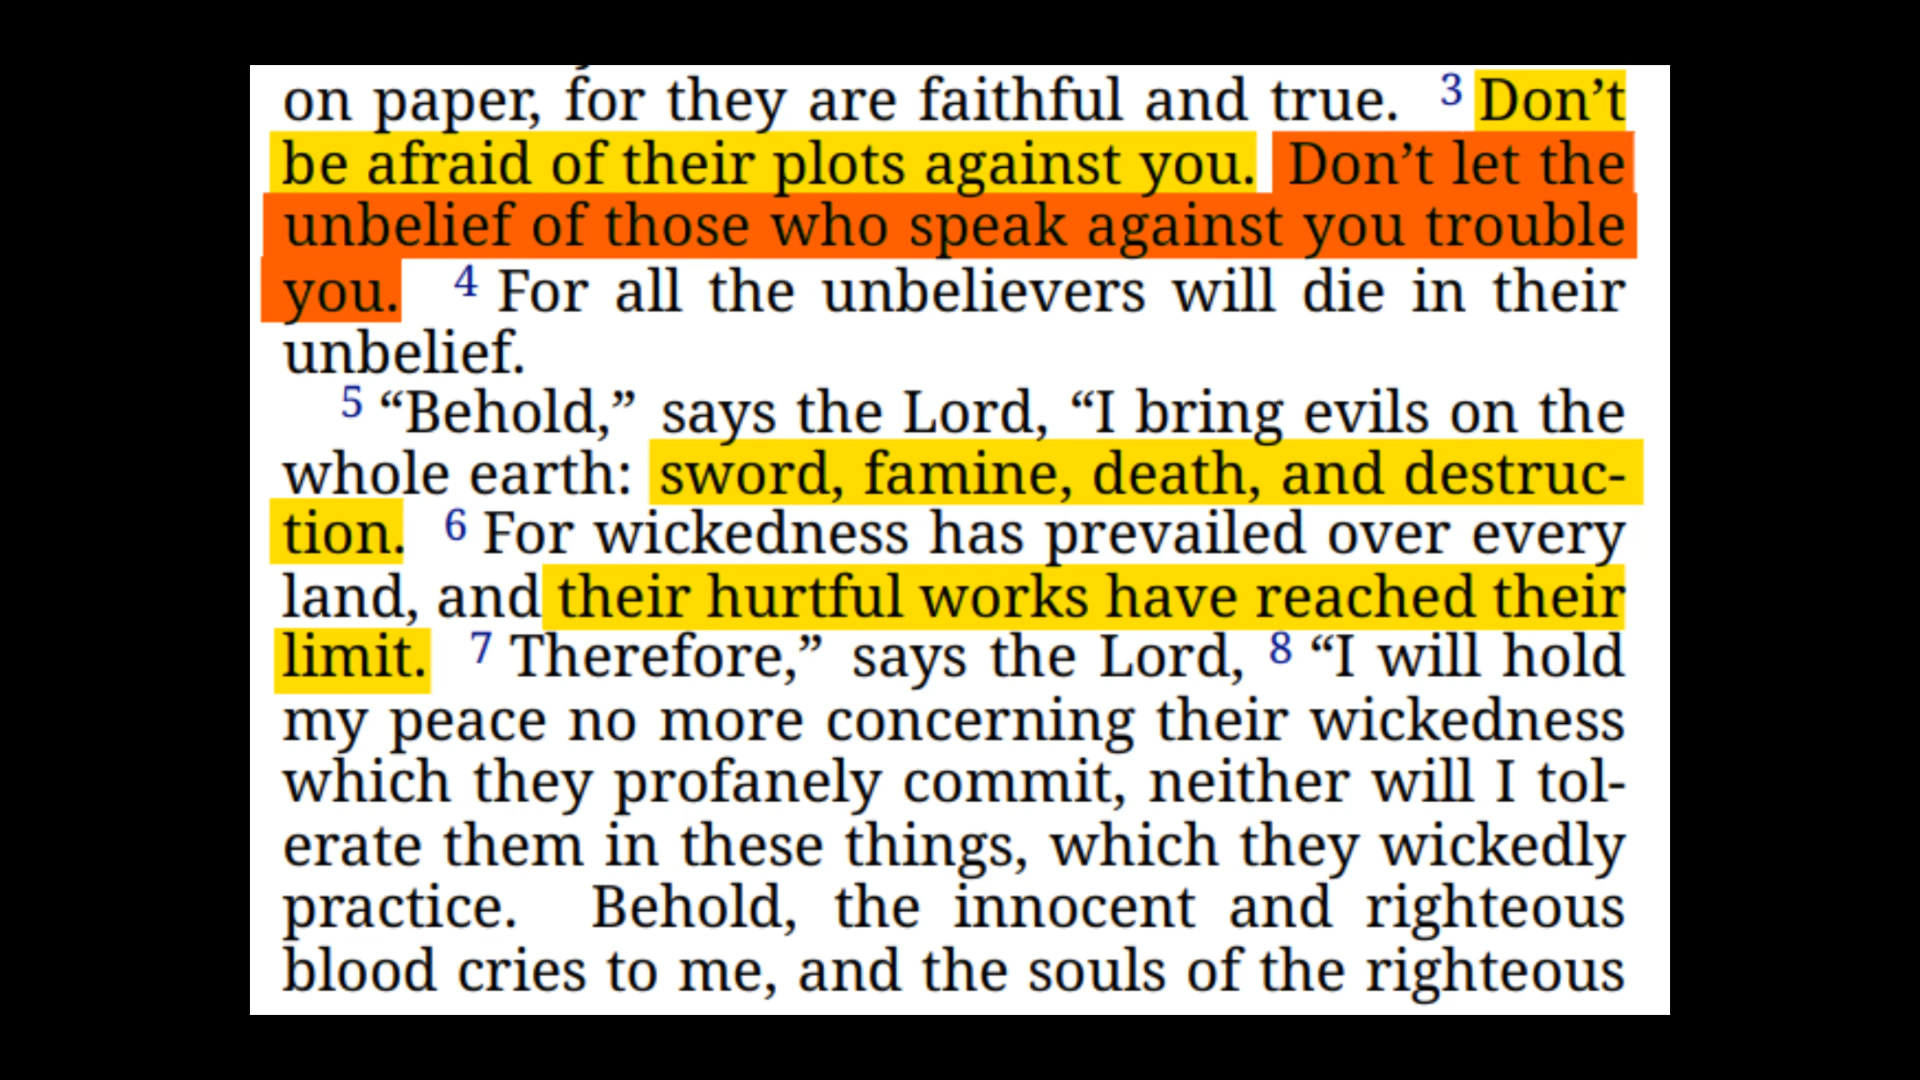 on paper, for they are faithful and true. 3 Don’t
be afraid of their plots against you. Don’t let the
unbelief of those who speak against you trouble
you. 4 For all the unbelievers will die in their
unbelief.
5 “Behold,” says the Lord, “I bring evils on the
whole earth: sword, famine, death, and destruc-
tion. 6 For wickedness has prevailed over every
land, and their hurtful works have reached their
limit. 7 Therefore,” says the Lord, 8 “I will hold
my peace no more concerning their wickedness
which they profanely commit, neither will I tol-
erate them in these things, which they wickedly
practice. Behold, the innocent and righteous
blood cries to me, and the souls of the righteous